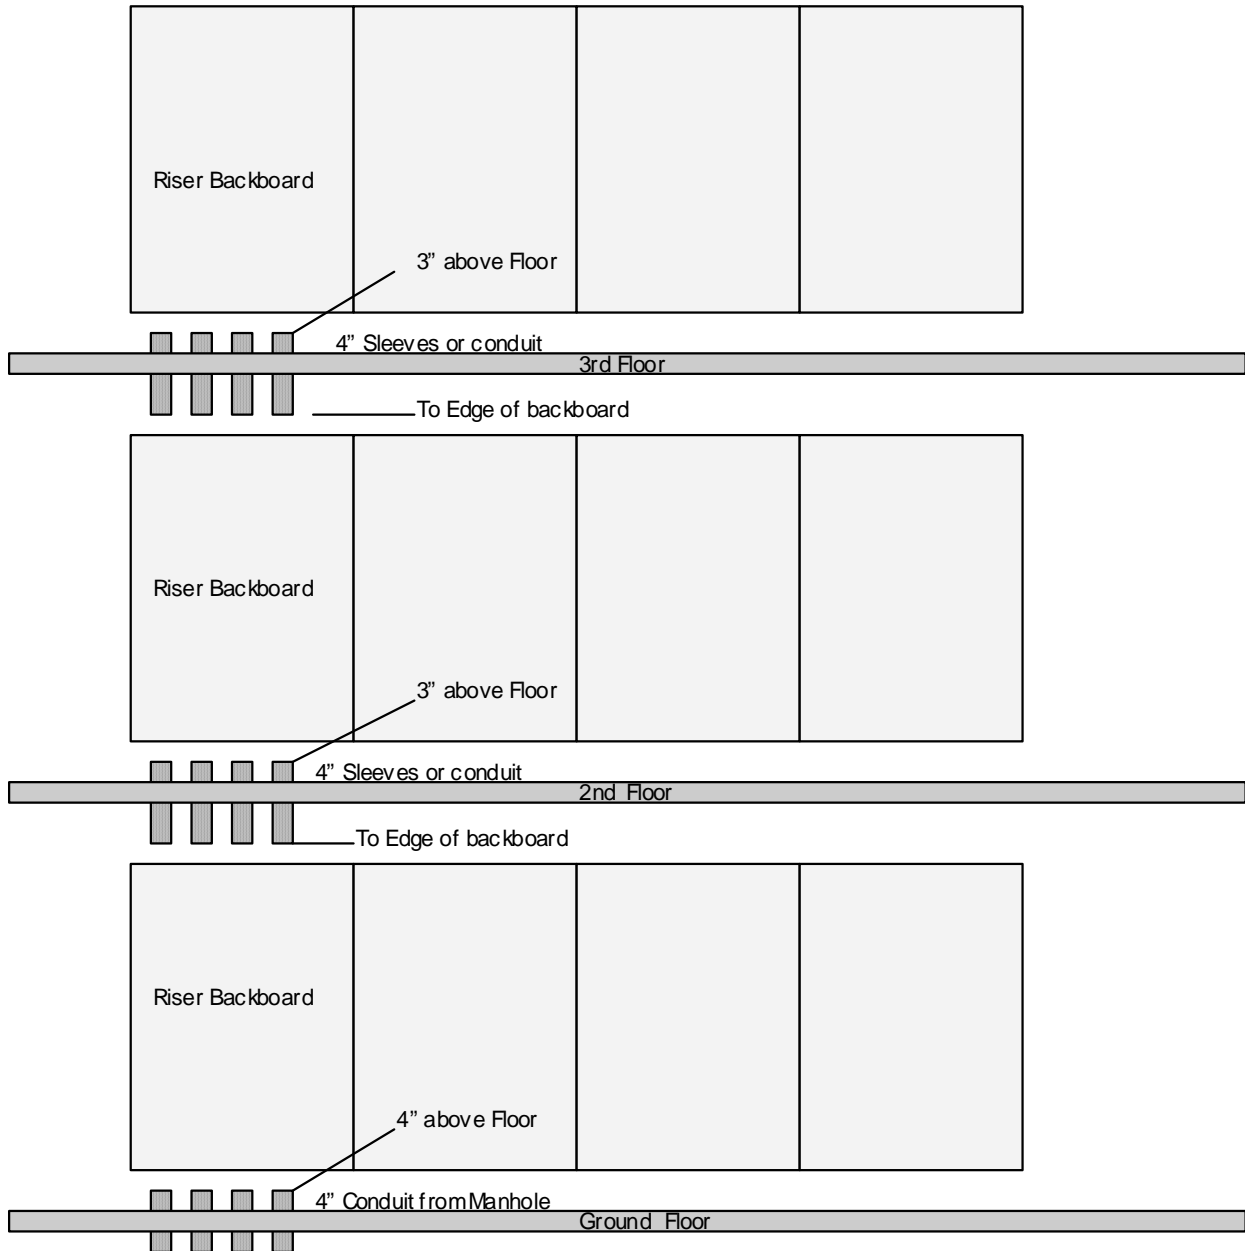 Riser Backboard
3” above Floor
4” Sleeves or conduit
3rd Floor
To Edge of backboard
Riser Backboard
3” above Floor
4” Sleeves or conduit
2nd Floor
To Edge of backboard
Riser Backboard
4” above Floor
4” Conduit from Manhole
Ground Floor